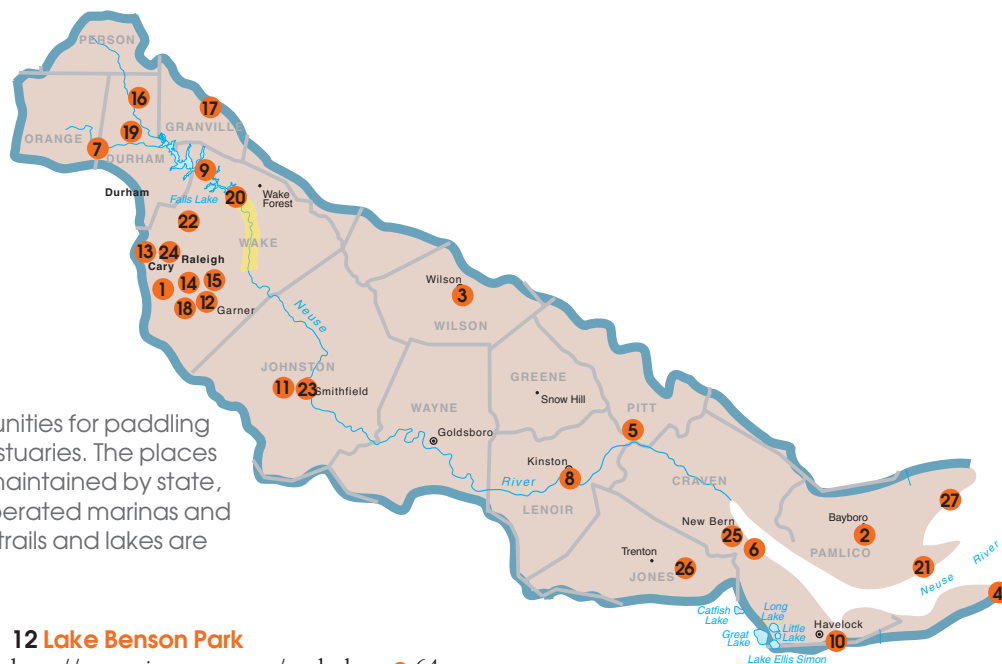 PERSON
16
17
GRANVILLE
19
ORANGE
7
DURHAM
9
Durham
Falls Lake
20
Wake
Forest
22
WAKE
13
24
Cary
Raleigh
1
14
15
18
12
Garner
Neuse
Wilson
3
WILSON
JOHNSTON
11
23
Smithfield
GREENE
Snow Hill
WAYNE
Goldsboro
PITT
5
Kinston
8
River
LENOIR
CRAVEN
New Bern
25
6
Trenton
26
JONES
Bayboro
2
PAMLICO
27
21
Neuse River
4
Catfish
Lake
Long
Lake
Great
Lake
Little
Lake
Lake Ellis Simon
Havelock
10
unities for paddling
stuaries. The places
naintained by state,
perated marinas and
trails and lakes are
12 Lake Benson Park